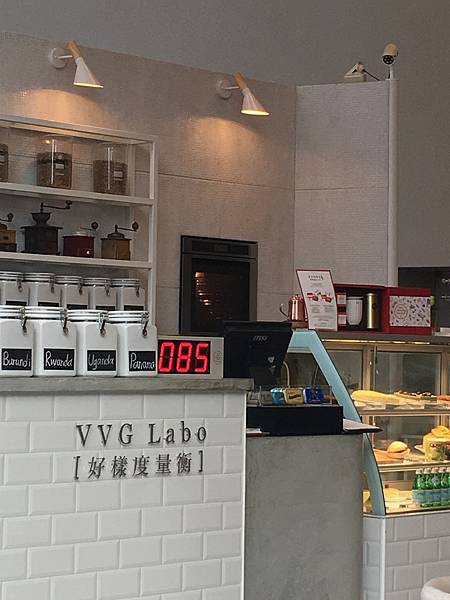 Burundi
Rwanda
Uganda
Panama
085
VVG Labo
[好樣度量衡]